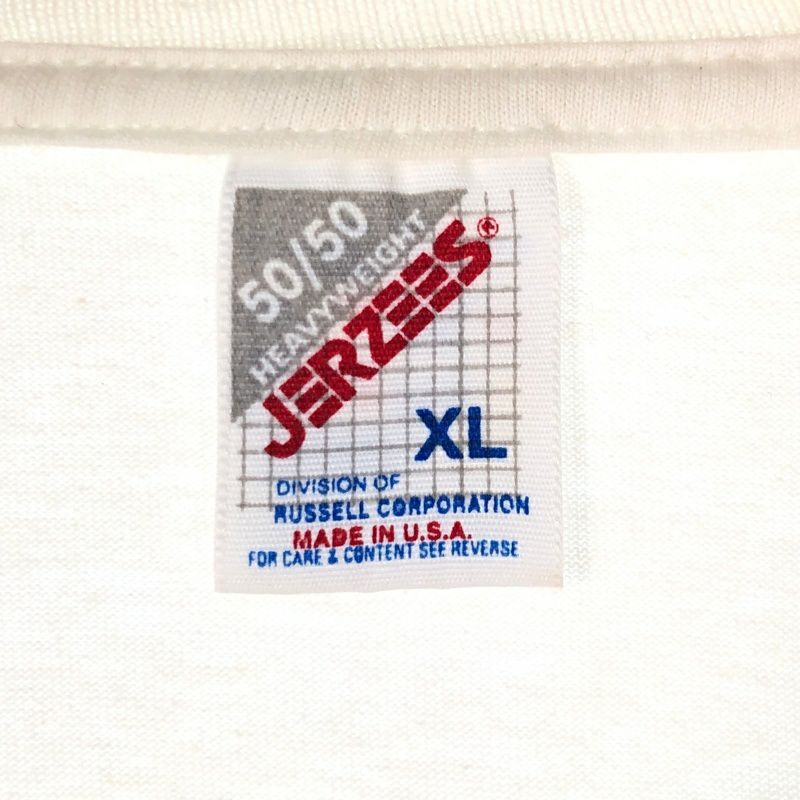 50/50
HEAVYWEIGHT
JERZEES®
XL
DIVISION OF
RUSSELL CORPORATION
MADE IN U.S.A.
FOR CARE & CONTENT SEE REVERSE